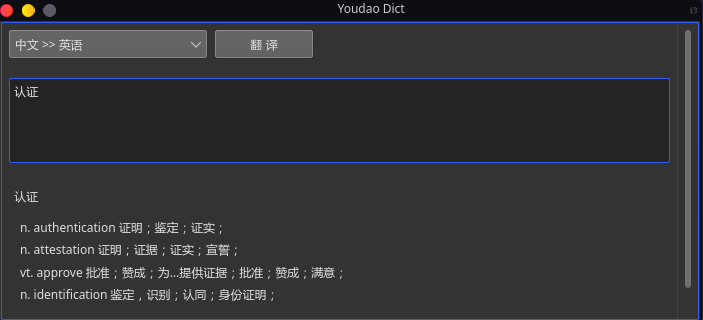 Youdao Dict
中文 >> 英语
翻 译
认证
认证
n. authentication 证明；鉴定；证实；
n. attestation 证明；证据；证实；宣誓；
vt. approve 批准；赞成；为...提供证据；批准；赞成；满意；
n. identification 鉴定，识别；认同；身份证明；